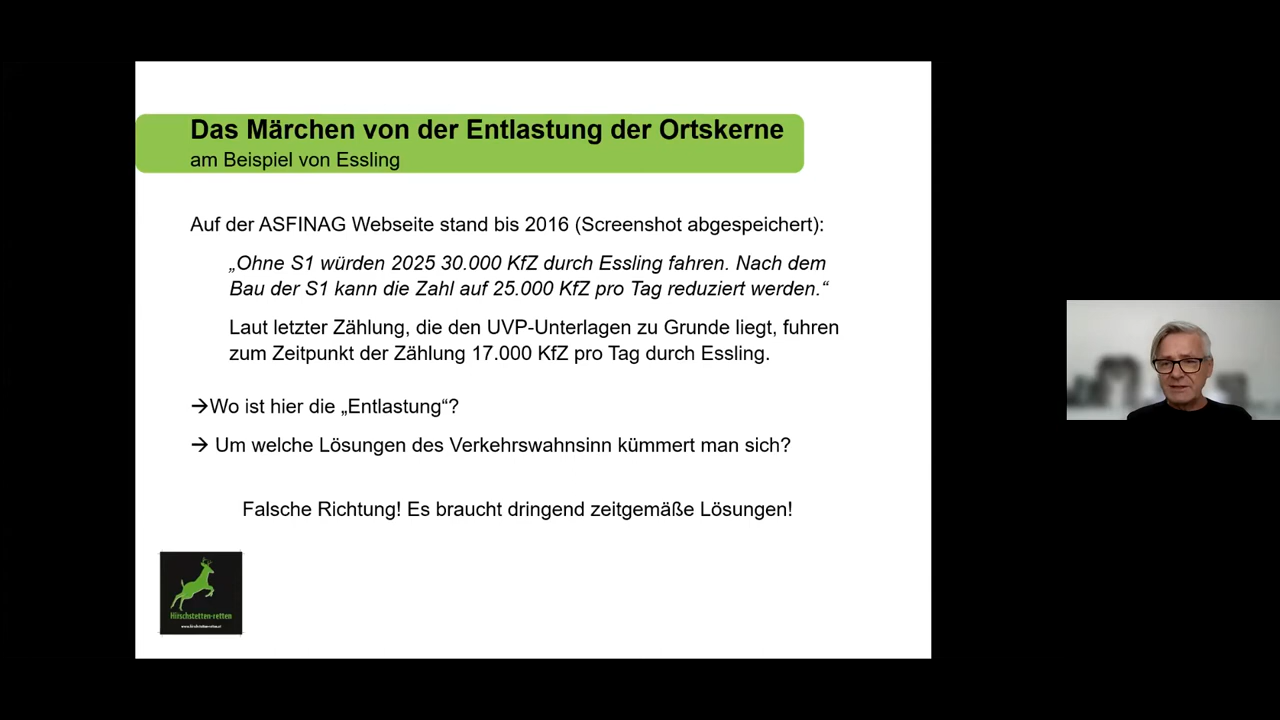 Das Märchen von der Entlastung der Ortskerne
am Beispiel von Essling
Auf der ASFINAG Webseite stand bis 2016 (Screenshot abgespeichert):
„Ohne S1 würden 2025 30.000 KfZ durch Essling fahren. Nach dem
Bau der S1 kann die Zahl auf 25.000 KfZ pro Tag reduziert werden.“
Laut letzter Zählung, die den UVP-Unterlagen zu Grunde liegt, fuhren
zum Zeitpunkt der Zählung 17.000 KfZ pro Tag durch Essling.
→Wo ist hier die „Entlastung“?
→ Um welche Lösungen des Verkehrswahnsinn kümmert man sich?
Falsche Richtung! Es braucht dringend zeitgemäße Lösungen!
Hirschstetten-retten
www.hirschstetten-retten.at